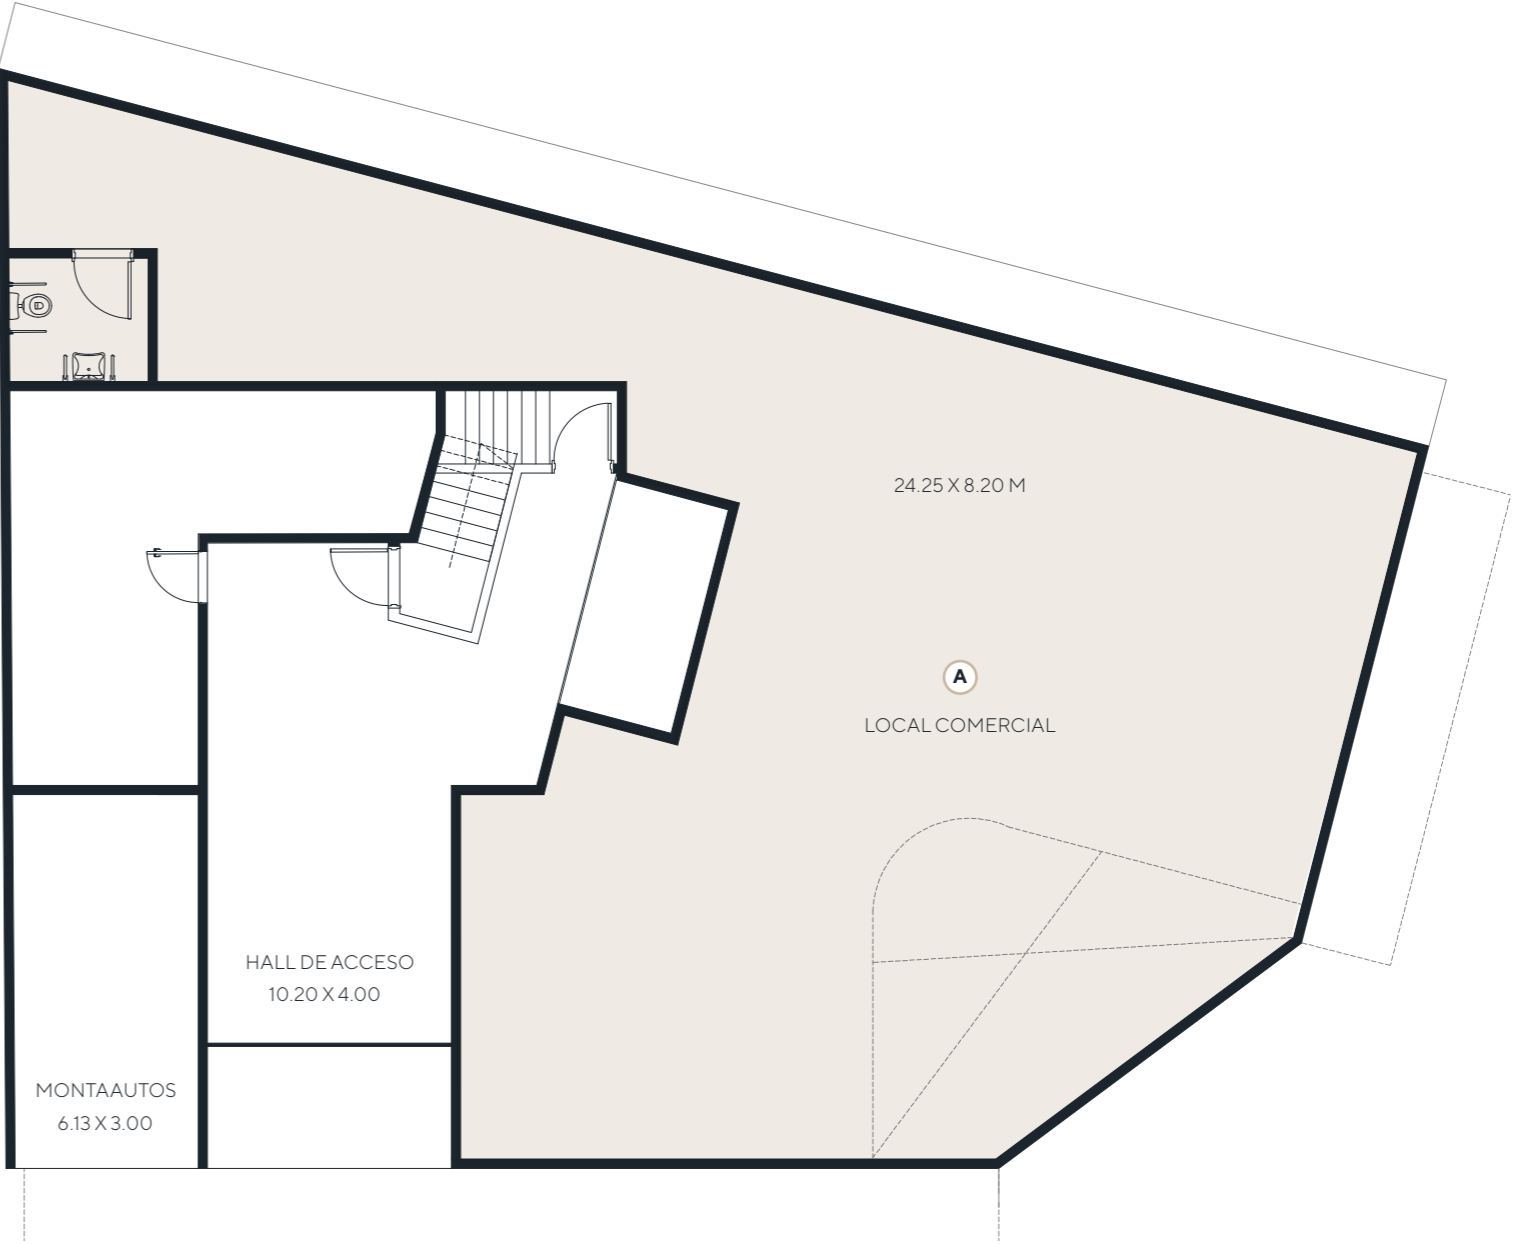 24.25 X 8.20 M
A
LOCAL COMERCIAL
HALL DE ACCESO
10.20 X 4.00
MONTAAUTOS
6.13 X 3.00